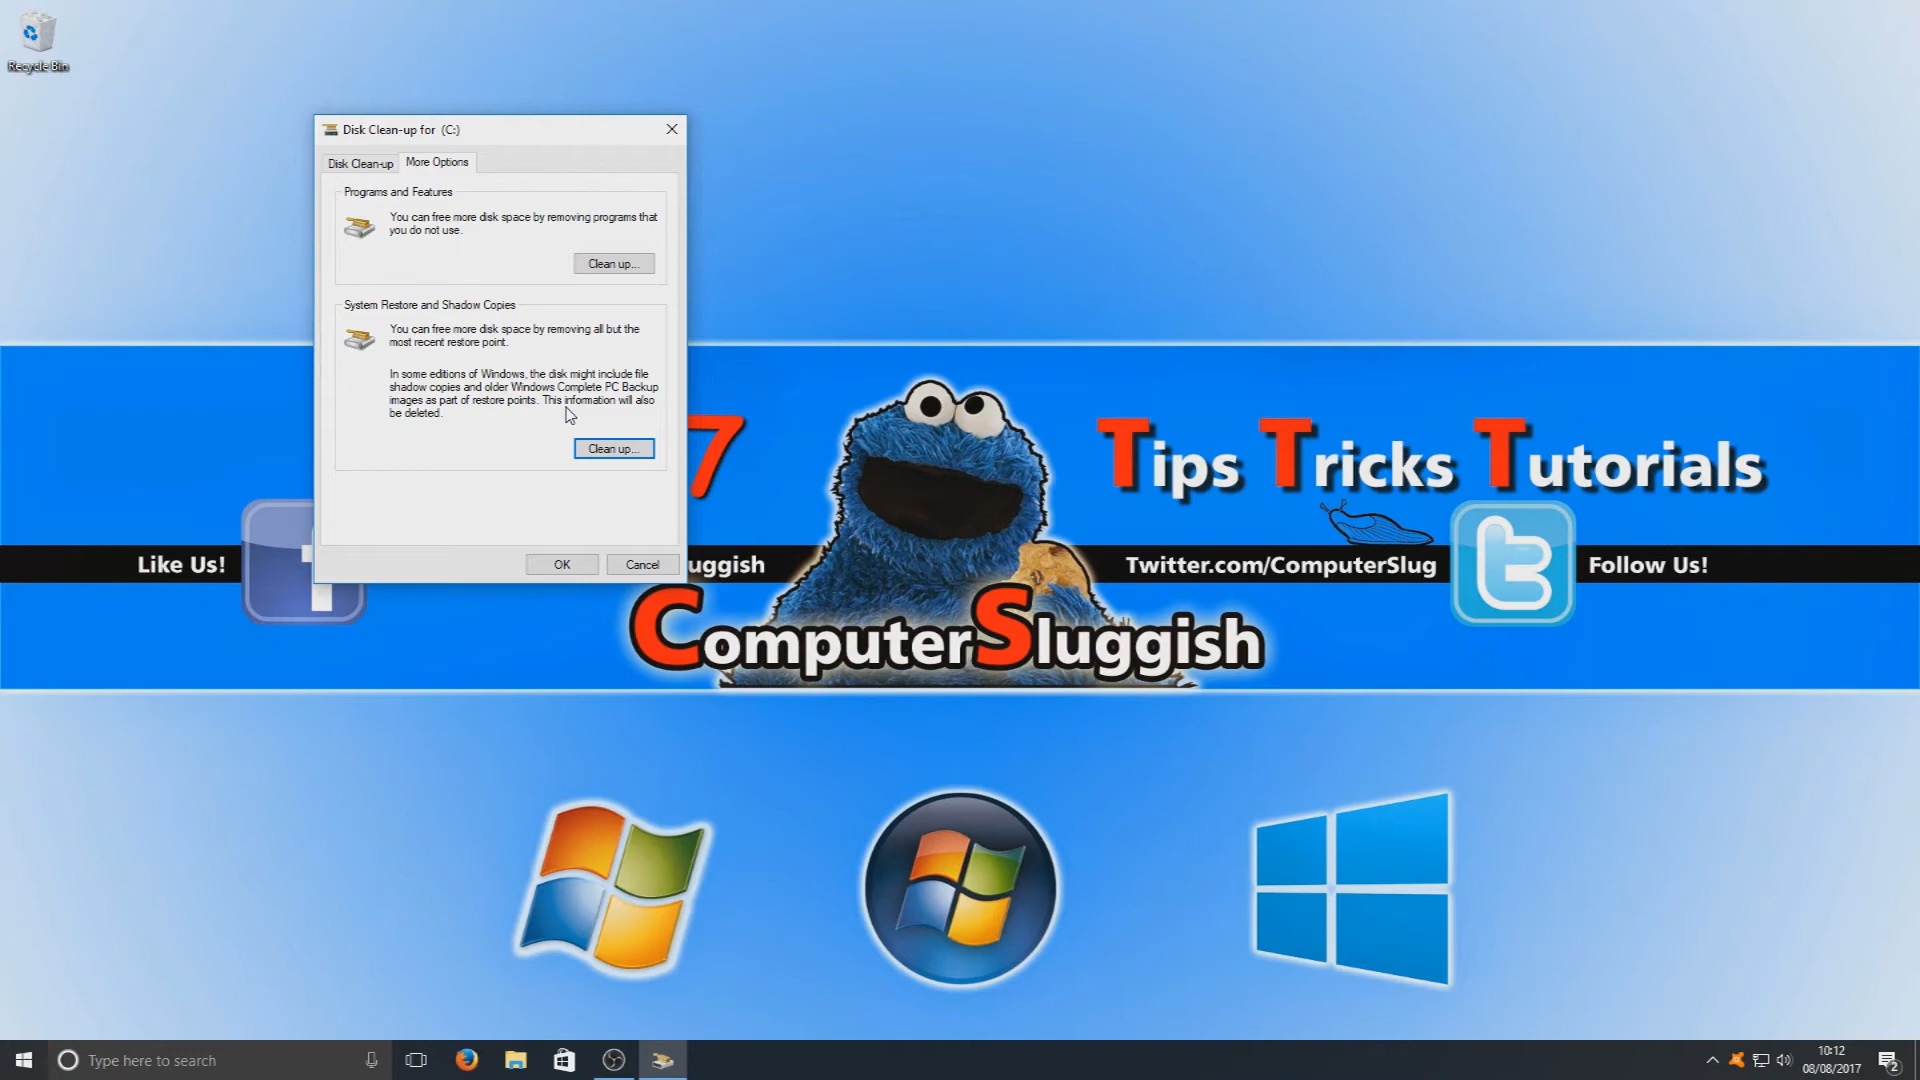 Recycle Bin
Disk Clean-up for (C:)
Disk Clean-up
More Options
Programs and Features
You can free more disk space by removing programs that
you do not use.
Clean up...
System Restore and Shadow Copies
You can free more disk space by removing all but the
most recent restore point.
In some editions of Windows, the disk might include file
shadow copies and older Windows Complete PC Backup
images as part of restore points. This information will also
be deleted.
Clean up...
OK
Cancel
7
Tips Tricks Tutorials
Like Us!
f
uggish
Twitter.com/ComputerSlug
t
Follow Us!
ComputerSluggish
Type here to search
10:12
08/08/2017
2